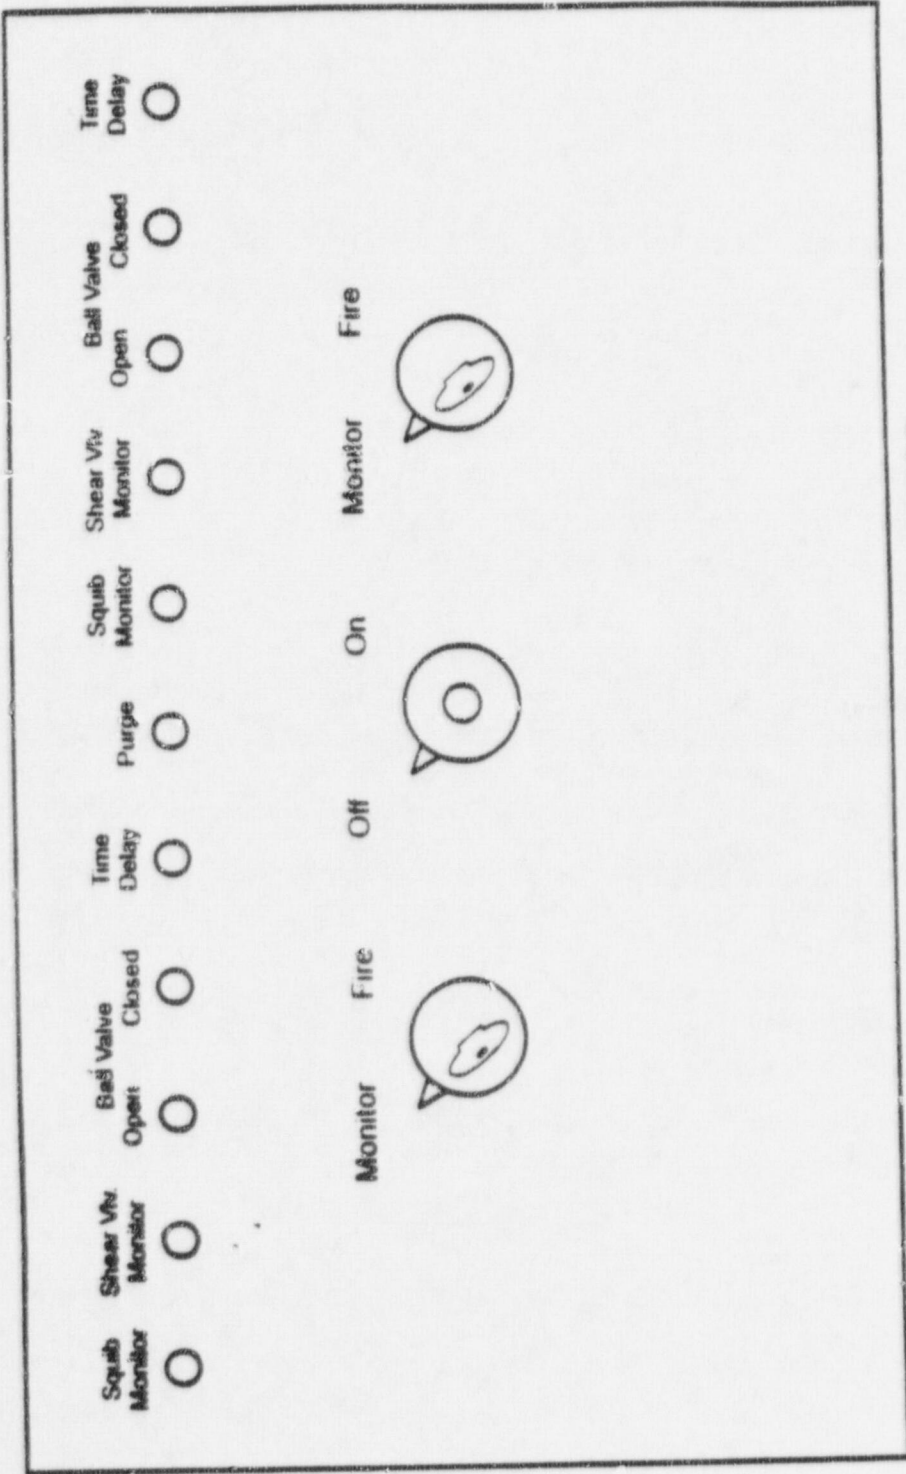 Squib
Monitor
Shear Vlv.
Monitor
Ball Valve
Open Closed
Time
Delay
Purge
Squib
Monitor
Shear Vlv
Monitor
Ball Valve
Open Closed
Time
Delay
Monitor Fire
Off On
Monitor Fire